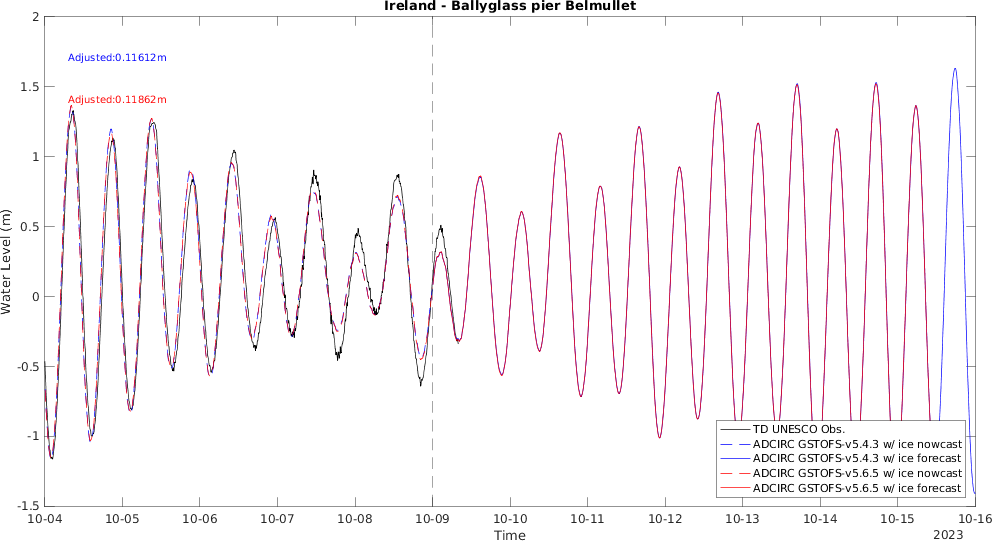 Ireland - Ballyglass pier Belmullet
2
Adjusted:0.11612m
1.5
Adjusted:0.11862m
1
0.5
Water Level (m)
0
-0.5
-1
TD UNESCO Obs.
ADCIRC GSTOFS-v5.4.3 w/ ice nowcast
ADCIRC GSTOFS-v5.4.3 w/ ice forecast
ADCIRC GSTOFS-v5.6.5 w/ ice nowcast
ADCIRC GSTOFS-v5.6.5 w/ ice forecast
-1.5
10-04 10-05 10-06 10-07 10-08 10-09 10-10 10-11 10-12 10-13 10-14 10-15 10-16
Time
2023